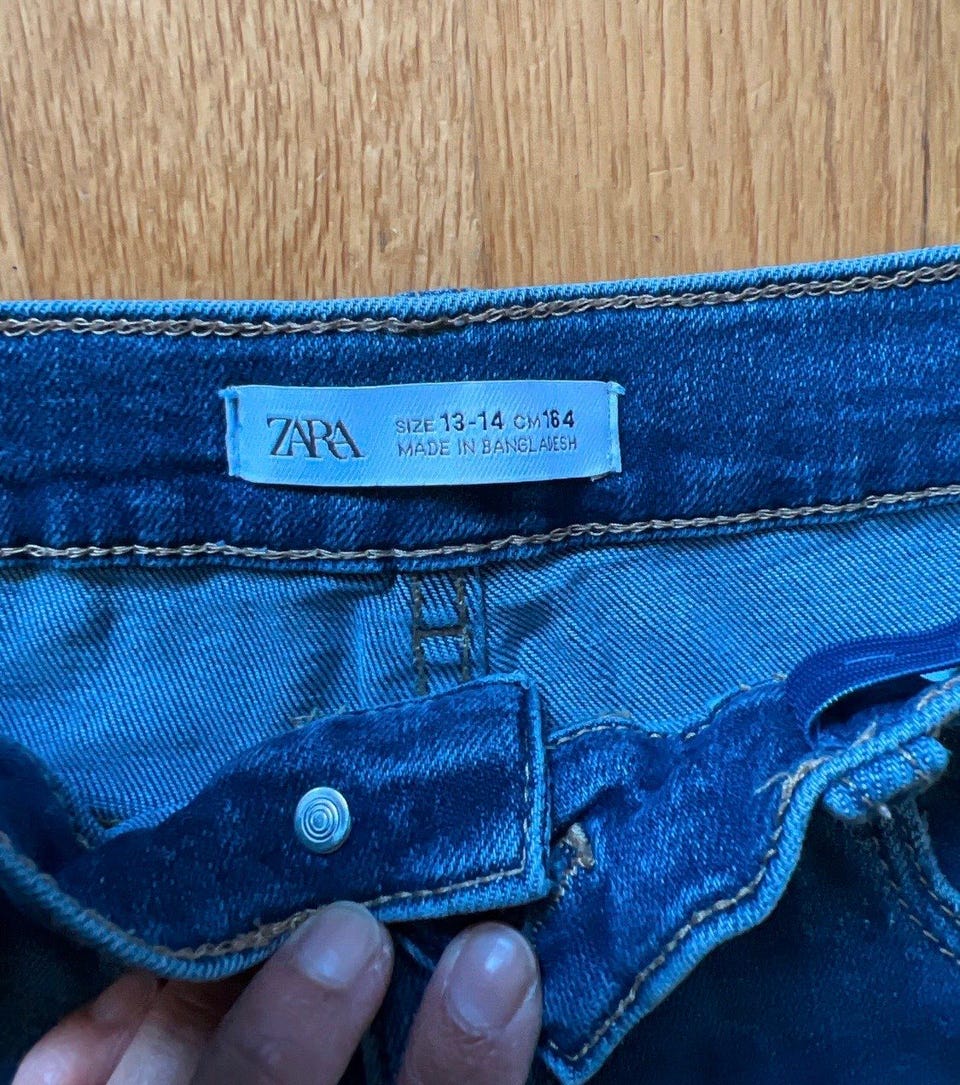 ZARA
SIZE 13-14 CM 164
MADE IN BANGLADESH